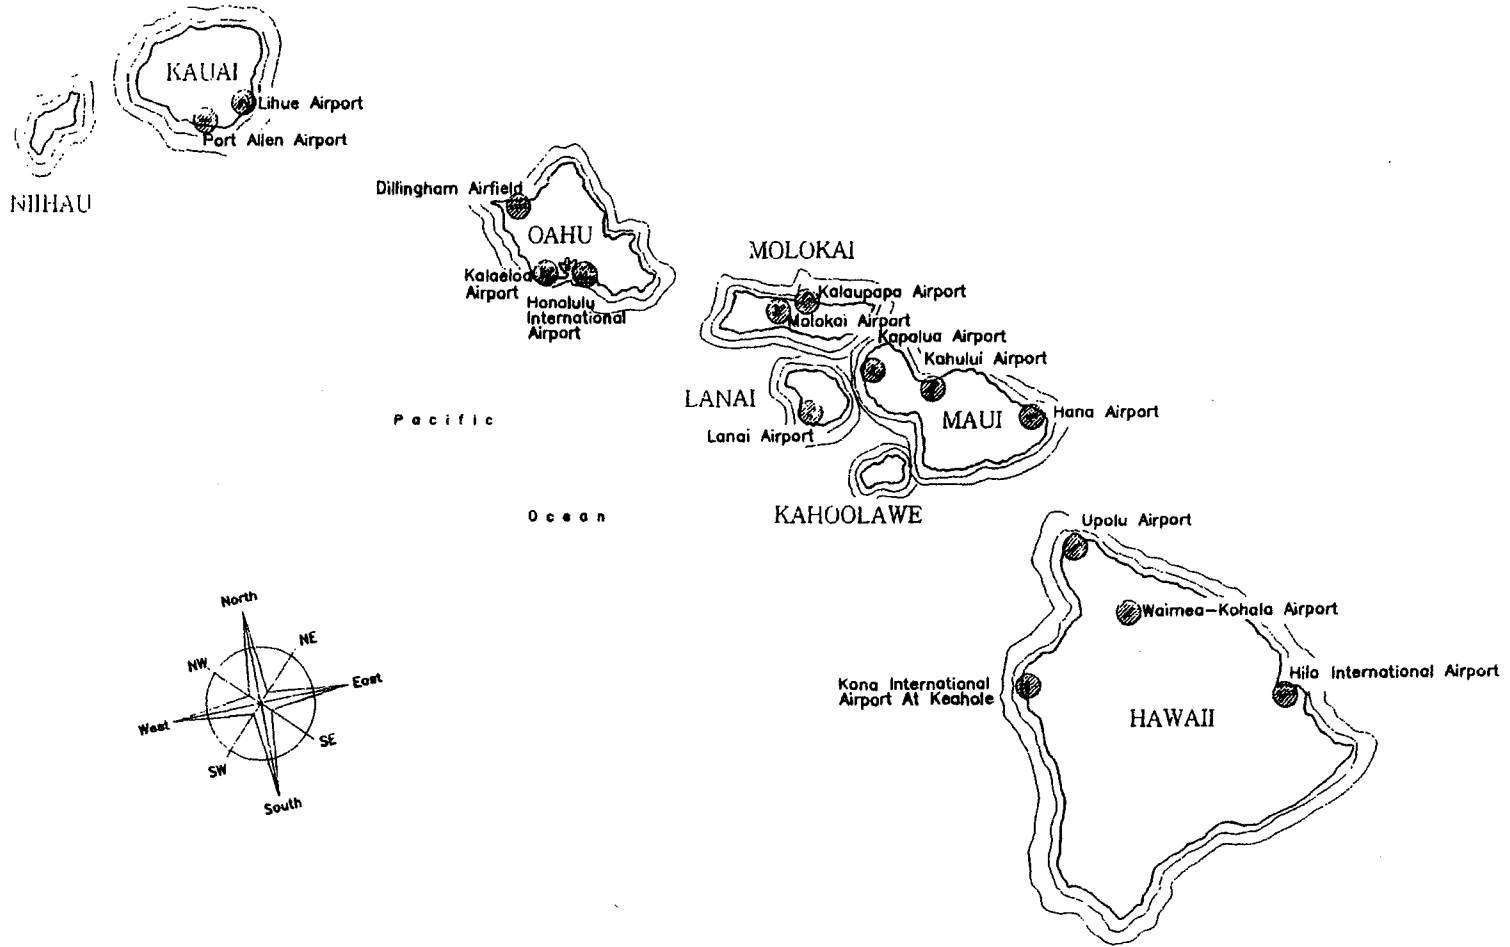 KAUAI
Lihue Airport
Port Allen Airport
NIIHAU
Dillingham Airfield
OAHU
Kalaeloa
Airport
Honolulu
International
Airport
MOLOKAI
Kalaupapa Airport
Molokai Airport
Kapalua Airport
Kahului Airport
LANAI
Lanai Airport
MAUI
Hana Airport
Pacific
Ocean
KAHOOLAWE
Upolu Airport
Waimea-Kohala Airport
Hilo International Airport
Kona International
Airport At Keahole
HAWAII
North
NE
NW
East
West
SE
SW
South